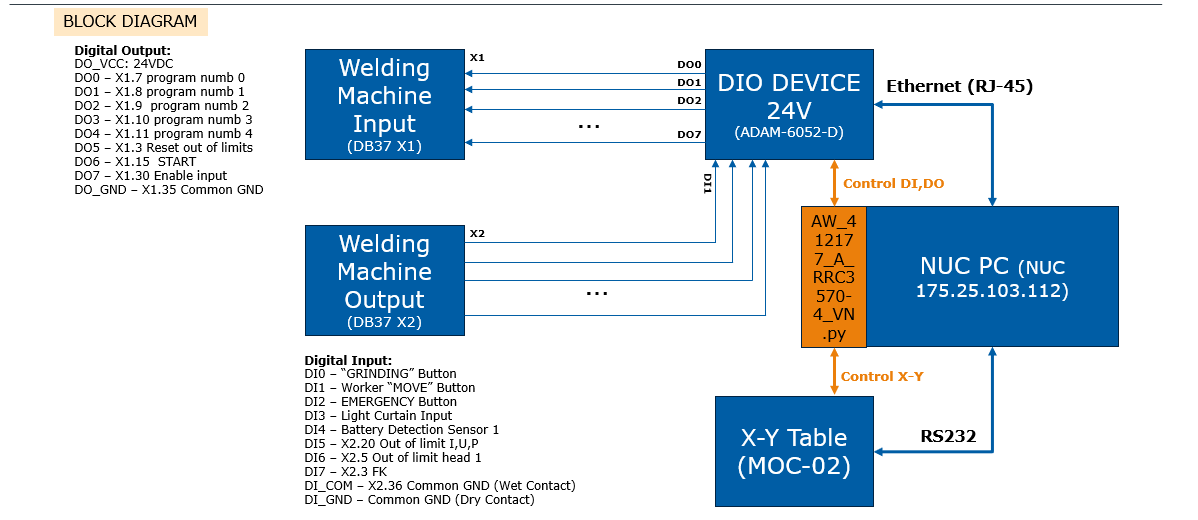 BLOCK DIAGRAM
Digital Output:
DO_VCC: 24VDC
DO0 – X1.7 program numb 0
DO1 – X1.8 program numb 1
DO2 – X1.9  program numb 2
DO3 – X1.10 program numb 3
DO4 – X1.11 program numb 4
DO5 – X1.3 Reset out of limits
DO6 – X1.15  START
DO7 – X1.30 Enable input
DO_GND – X1.35 Common GND
Welding
Machine
Input
(DB37 X1)
X1
DO0
DO1
DO2
...
DO7
DIO DEVICE
24V
(ADAM-6052-D)
Ethernet (RJ-45)
DI1
Control DI,DO
Welding
Machine
Output
(DB37 X2)
X2
...
AW_4
1217
7_A_
RRC3
570-
4_VN
.py
NUC PC (NUC
175.25.103.112)
Digital Input:
DI0 – “GRINDING” Button
DI1 – Worker “MOVE” Button
DI2 – EMERGENCY Button
DI3 – Light Curtain Input
DI4 – Battery Detection Sensor 1
DI5 – X2.20 Out of limit I,U,P
DI6 – X2.5 Out of limit head 1
DI7 – X2.3 FK
DI_COM – X2.36 Common GND (Wet Contact)
DI_GND – Common GND (Dry Contact)
Control X-Y
X-Y Table
(MOC-02)
RS232